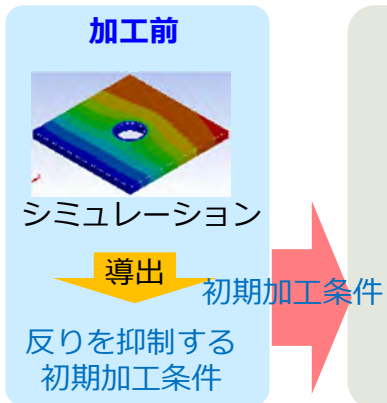 加工前
シミュレーション
導出
初期加工条件
反りを抑制する
初期加工条件